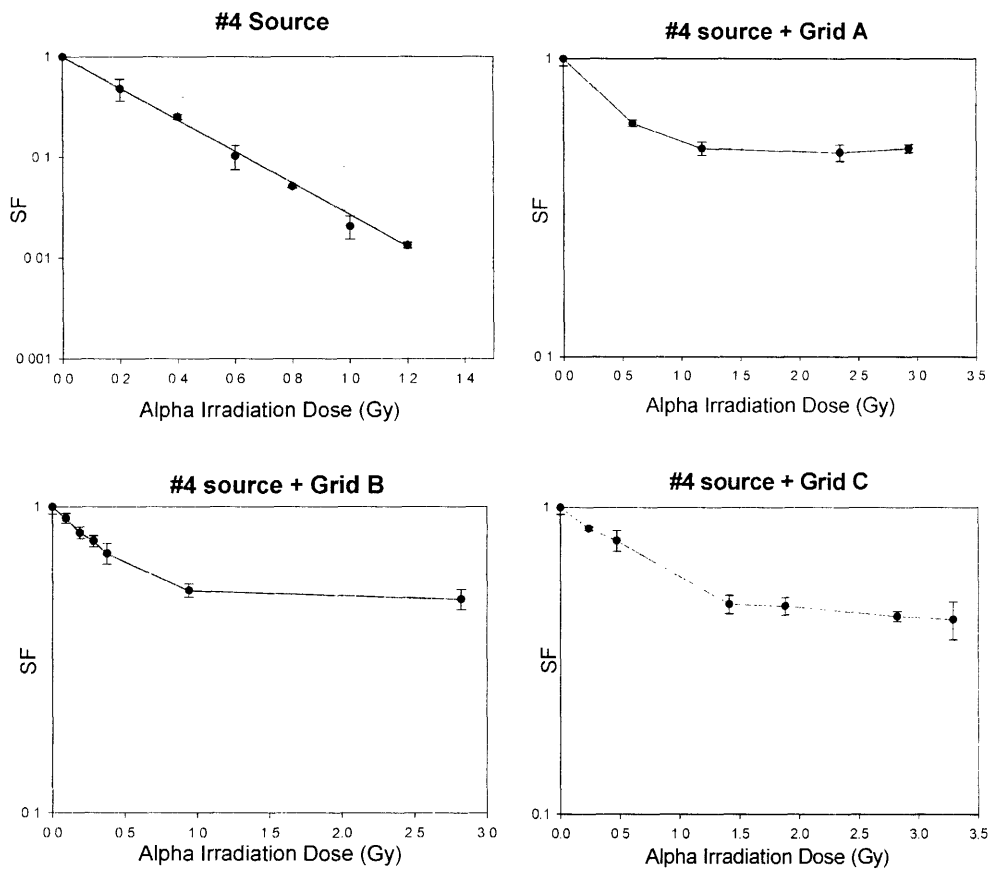 #4 Source
1
0.1
0.01
0.001
SF
0.0 0.2 0.4 0.6 0.8 1.0 1.2 1.4
Alpha Irradiation Dose (Gy)
#4 source + Grid A
1
0.1
SF
0.0 0.5 1.0 1.5 2.0 2.5 3.0 3.5
Alpha Irradiation Dose (Gy)
#4 source + Grid B
1
0.1
SF
0.0 0.5 1.0 1.5 2.0 2.5 3.0
Alpha Irradiation Dose (Gy)
#4 source + Grid C
1
0.1
SF
0.0 0.5 1.0 1.5 2.0 2.5 3.0 3.5
Alpha Irradiation Dose (Gy)